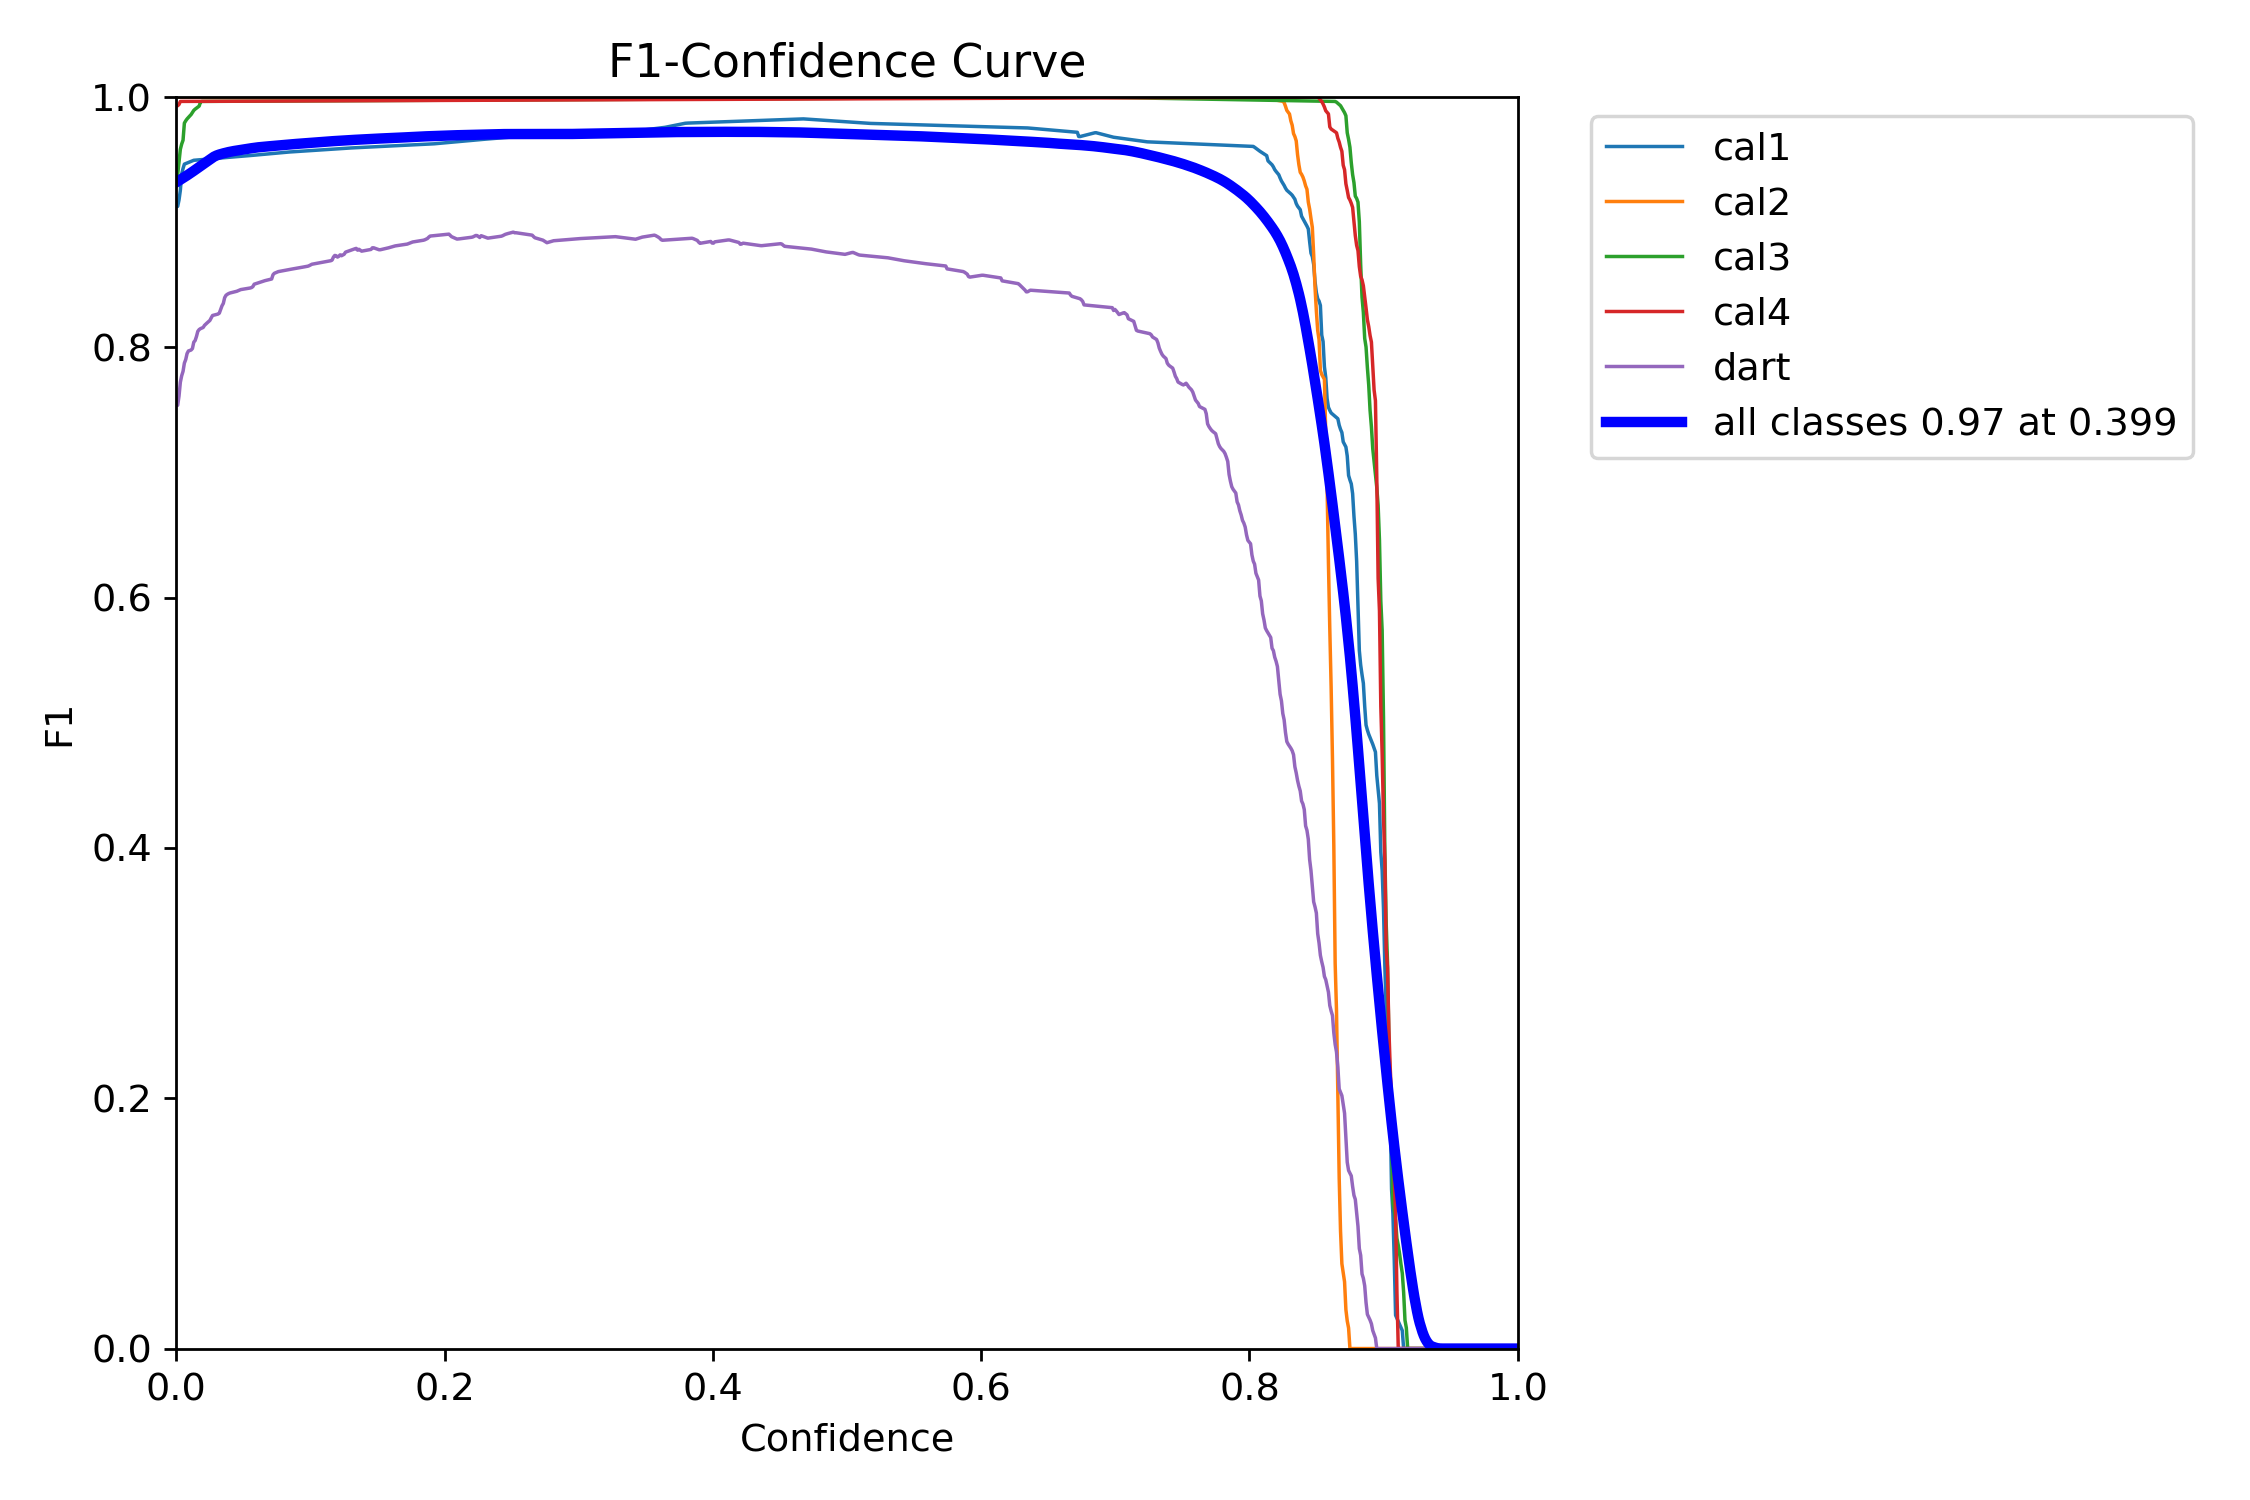 F1-Confidence Curve
1.0
0.8
0.6
0.4
0.2
0.0
F1
0.0 0.2 0.4 0.6 0.8 1.0
Confidence
cal1
cal2
cal3
cal4
dart
all classes 0.97 at 0.399